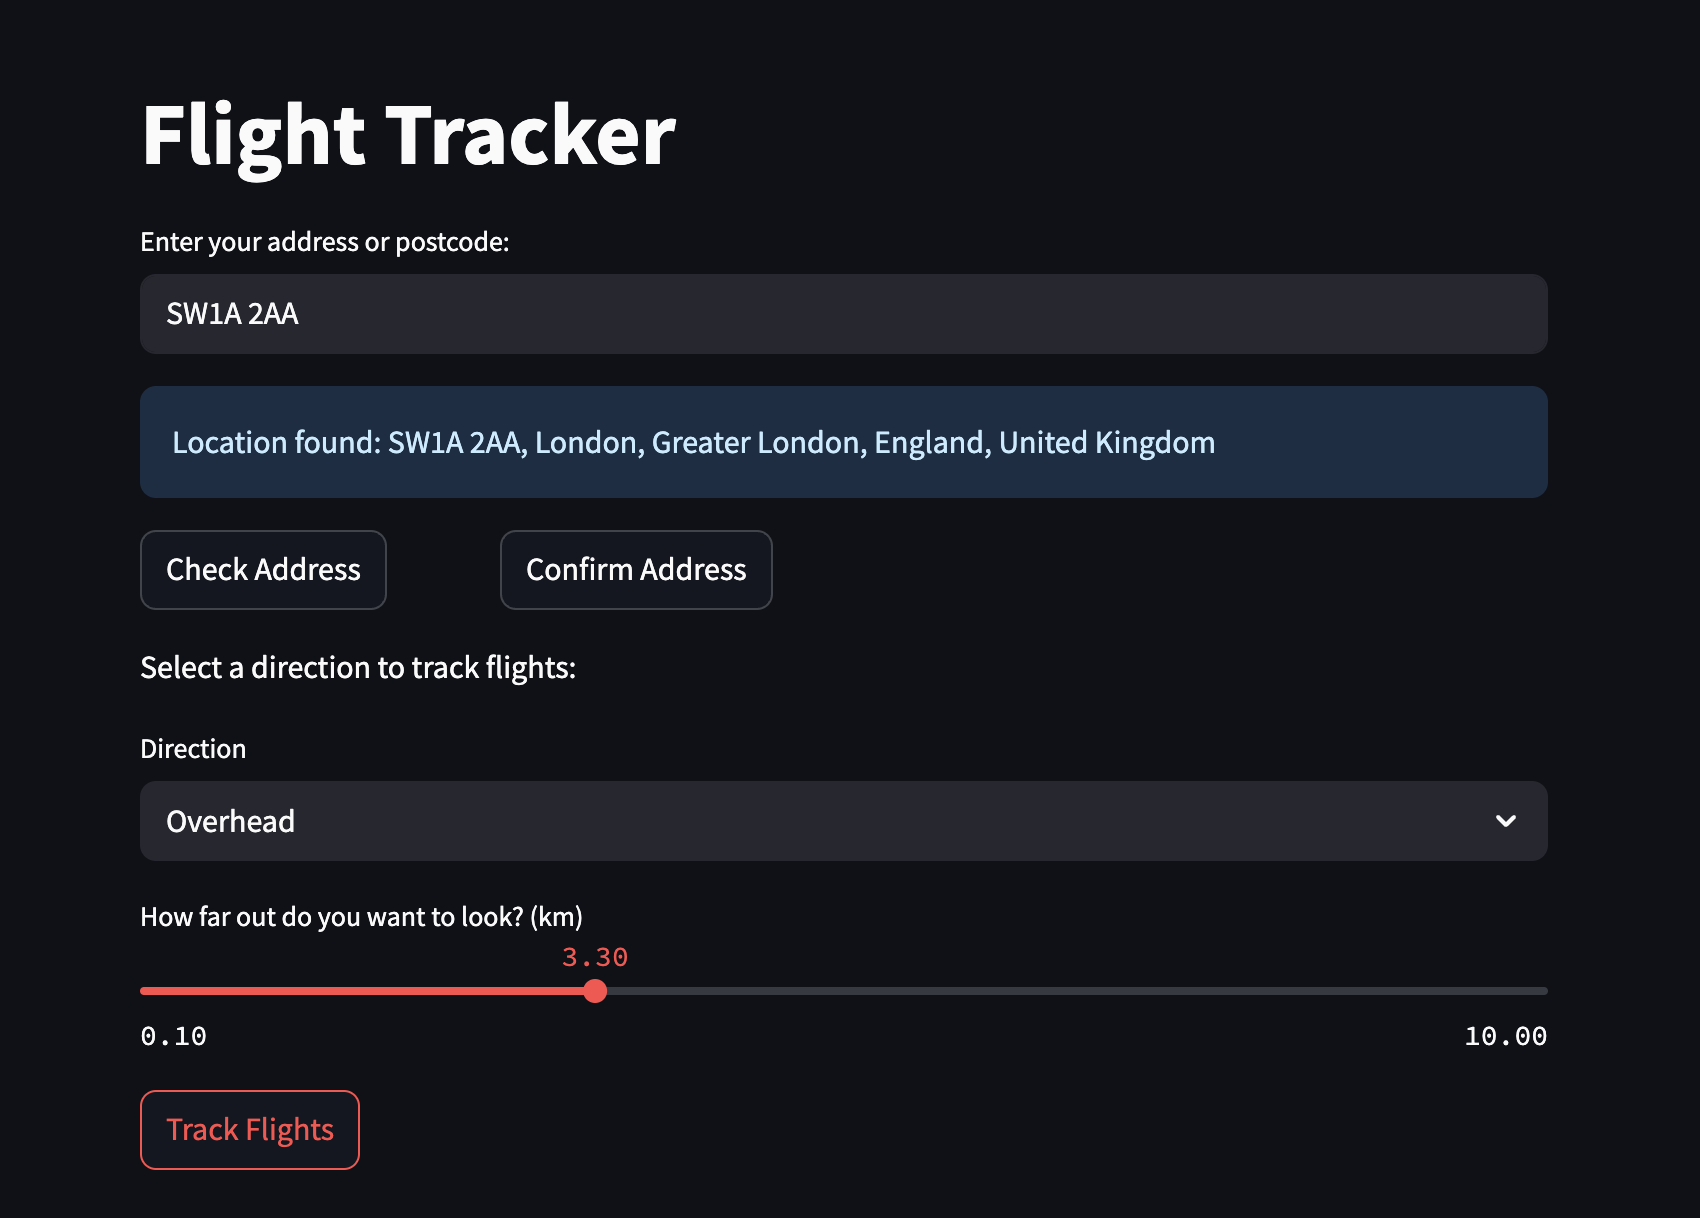 Flight Tracker
Enter your address or postcode:
SW1A 2AA
Location found: SW1A 2AA, London, Greater London, England, United Kingdom
Check Address
Confirm Address
Select a direction to track flights:
Direction
Overhead
How far out do you want to look? (km)
3.30
0.10
10.00
Track Flights